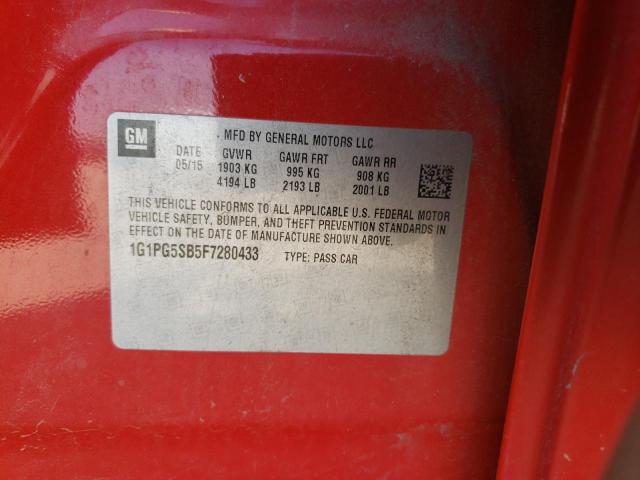 GM
MFD BY GENERAL MOTORS LLC
DATE GVWR GAWR FRT GAWR RR
05/15 1903 KG 995 KG 908 KG
4194 LB 2193 LB 2001 LB
THIS VEHICLE CONFORMS TO ALL APPLICABLE U.S. FEDERAL MOTOR
VEHICLE SAFETY, BUMPER, AND THEFT PREVENTION STANDARDS IN
EFFECT ON THE DATE OF MANUFACTURE SHOWN ABOVE.
1G1PG5SB5F7280433 TYPE: PASS CAR